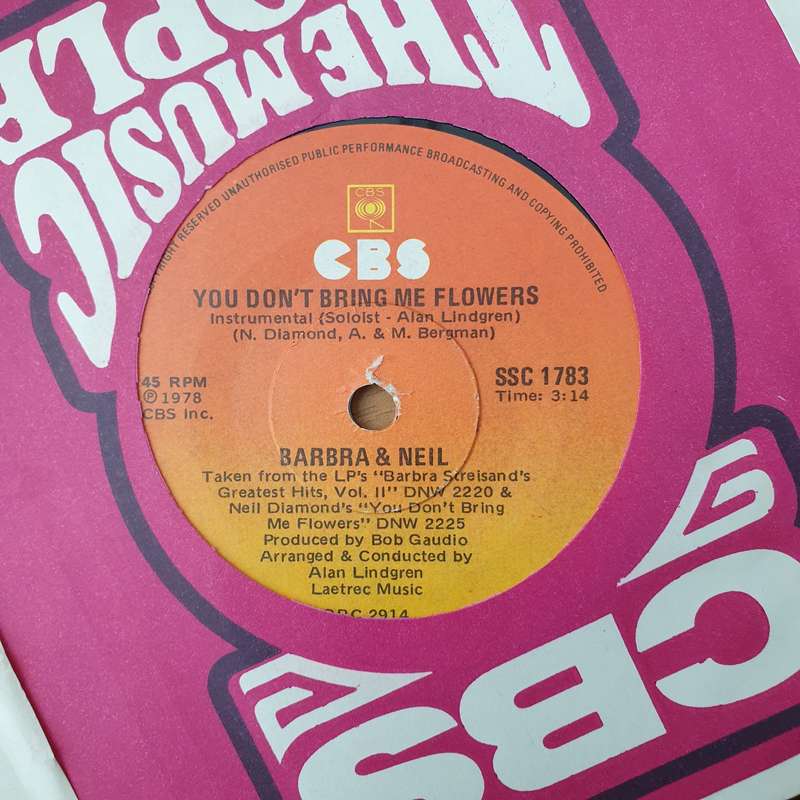 THE MUSIC
COPYRIGHT RESERVED UNAUTHORISED PUBLIC PERFORMANCE BROADCASTING AND COPYING PROHIBITED
CBS
CBS
YOU DON'T BRING ME FLOWERS
Instrumental (Soloist - Alan Lindgren)
(N. Diamond, A. & M. Bergman)
45 RPM
℗ 1978
CBS Inc.
SSC 1783
Time: 3:14
BARBRA & NEIL
Taken from the LP's "Barbra Streisand's
Greatest Hits, Vol. II" DNW 2220 &
Neil Diamond's "You Don't Bring
Me Flowers" DNW 2225
Produced by Bob Gaudio
Arranged & Conducted by
Alan Lindgren
Laetrec Music
2914
CBS